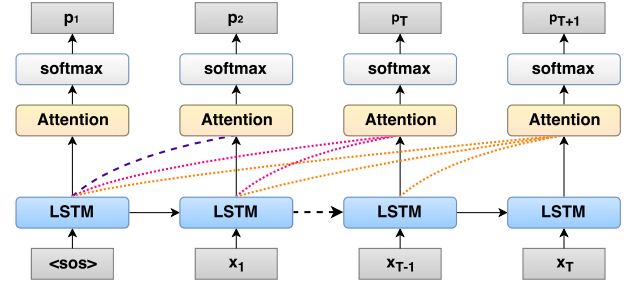 p1 p2 pT pT+1
softmax softmax softmax softmax
Attention Attention Attention Attention
LSTM LSTM LSTM LSTM
<sos> x1 xT-1 xT